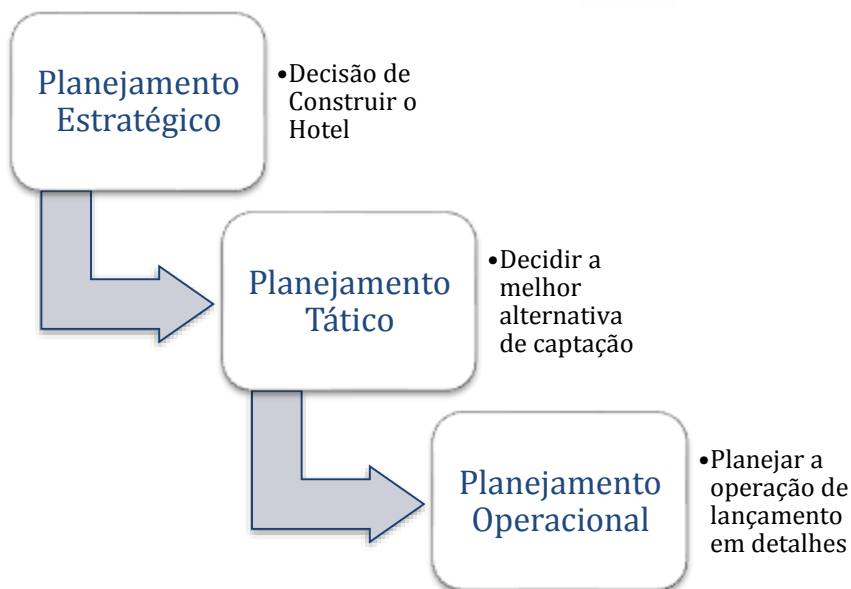 Planejamento
Estratégico
•Decisão de
Construir o
Hotel
Planejamento
Tático
•Decidir a
melhor
alternativa
de captação
Planejamento
Operacional
•Planejar a
operação de
lançamento
em detalhes